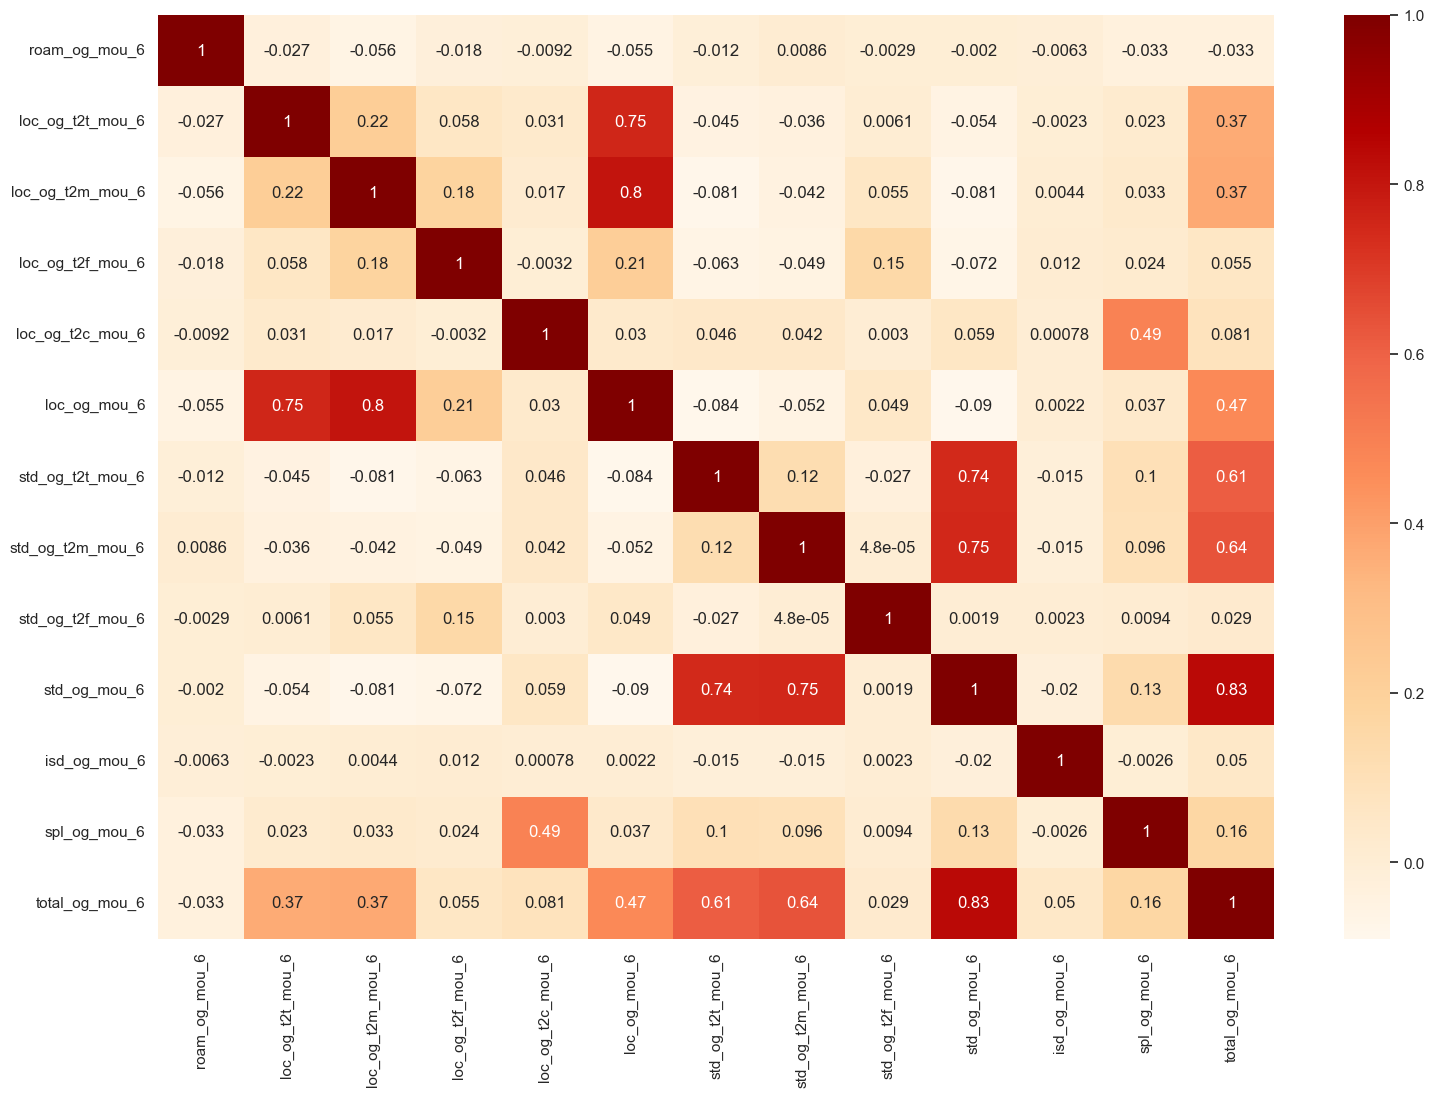 roam_og_mou_6 1 -0.027 -0.056 -0.018 -0.0092 -0.055 -0.012 0.0086 -0.0029 -0.002 -0.0063 -0.033 -0.033
loc_og_t2t_mou_6 -0.027 1 0.22 0.058 0.031 0.75 -0.045 -0.036 0.0061 -0.054 -0.0023 0.023 0.37
loc_og_t2m_mou_6 -0.056 0.22 1 0.18 0.017 0.8 -0.081 -0.042 0.055 -0.081 0.0044 0.033 0.37
loc_og_t2f_mou_6 -0.018 0.058 0.18 1 -0.0032 0.21 -0.063 -0.049 0.15 -0.072 0.012 0.024 0.055
loc_og_t2c_mou_6 -0.0092 0.031 0.017 -0.0032 1 0.03 0.046 0.042 0.003 0.059 0.00078 0.49 0.081
loc_og_mou_6 -0.055 0.75 0.8 0.21 0.03 1 -0.084 -0.052 0.049 -0.09 0.0022 0.037 0.47
std_og_t2t_mou_6 -0.012 -0.045 -0.081 -0.063 0.046 -0.084 1 0.12 -0.027 0.74 -0.015 0.1 0.61
std_og_t2m_mou_6 0.0086 -0.036 -0.042 -0.049 0.042 -0.052 0.12 1 4.8e-05 0.75 -0.015 0.096 0.64
std_og_t2f_mou_6 -0.0029 0.0061 0.055 0.15 0.003 0.049 -0.027 4.8e-05 1 0.0019 0.0023 0.0094 0.029
std_og_mou_6 -0.002 -0.054 -0.081 -0.072 0.059 -0.09 0.74 0.75 0.0019 1 -0.02 0.13 0.83
isd_og_mou_6 -0.0063 -0.0023 0.0044 0.012 0.00078 0.0022 -0.015 -0.015 0.0023 -0.02 1 -0.0026 0.05
spl_og_mou_6 -0.033 0.023 0.033 0.024 0.49 0.037 0.1 0.096 0.0094 0.13 -0.0026 1 0.16
total_og_mou_6 -0.033 0.37 0.37 0.055 0.081 0.47 0.61 0.64 0.029 0.83 0.05 0.16 1
roam_og_mou_6
loc_og_t2t_mou_6
loc_og_t2m_mou_6
loc_og_t2f_mou_6
loc_og_t2c_mou_6
loc_og_mou_6
std_og_t2t_mou_6
std_og_t2m_mou_6
std_og_t2f_mou_6
std_og_mou_6
isd_og_mou_6
spl_og_mou_6
total_og_mou_6
1.0
0.8
0.6
0.4
0.2
0.0